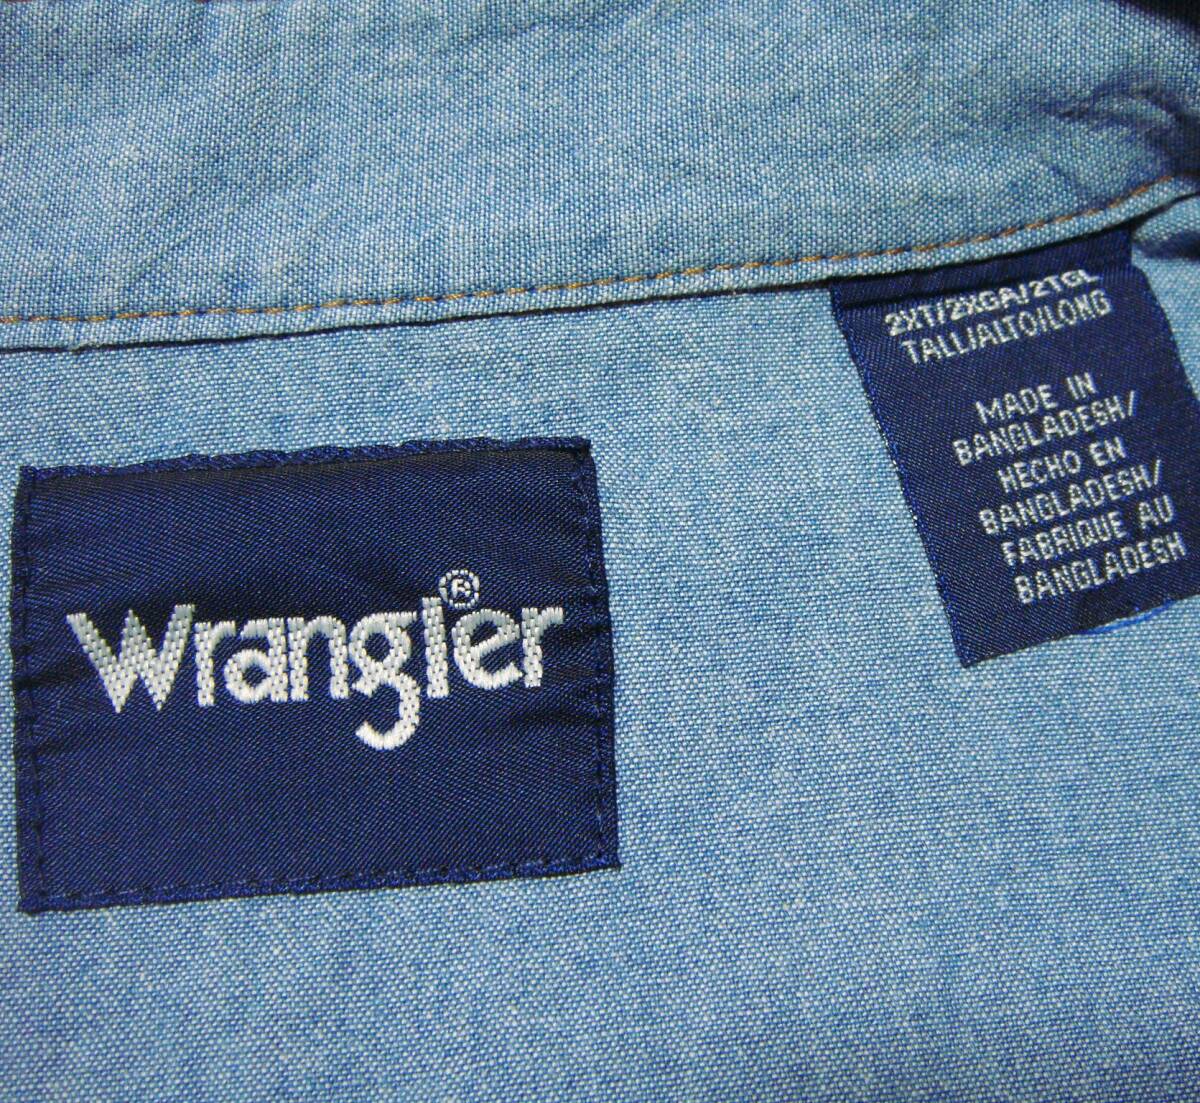 Wrangler®
2XT/2XGA/2TGL
TALL/ALTO/LONG
MADE IN
BANGLADESH/
HECHO EN
BANGLADESH/
FABRIQUE AU
BANGLADESH